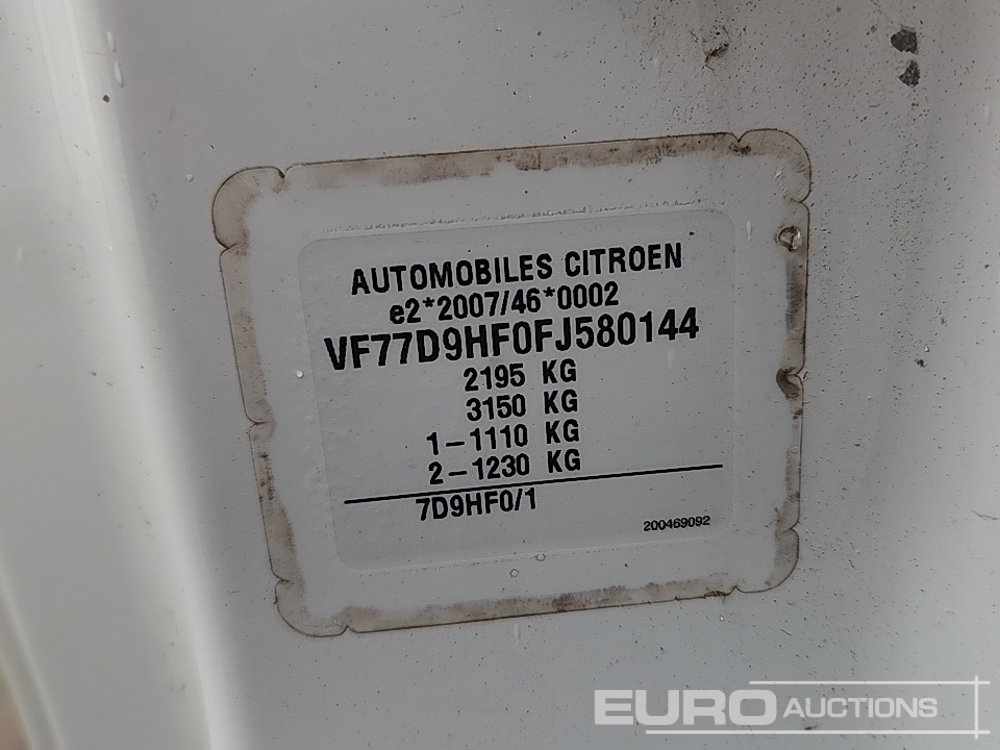 AUTOMOBILES CITROEN
e2*2007/46*0002
VF77D9HF0FJ580144
2195 KG
3150 KG
1-1110 KG
2-1230 KG
7D9HF0/1
200469092
EURO AUCTIONS